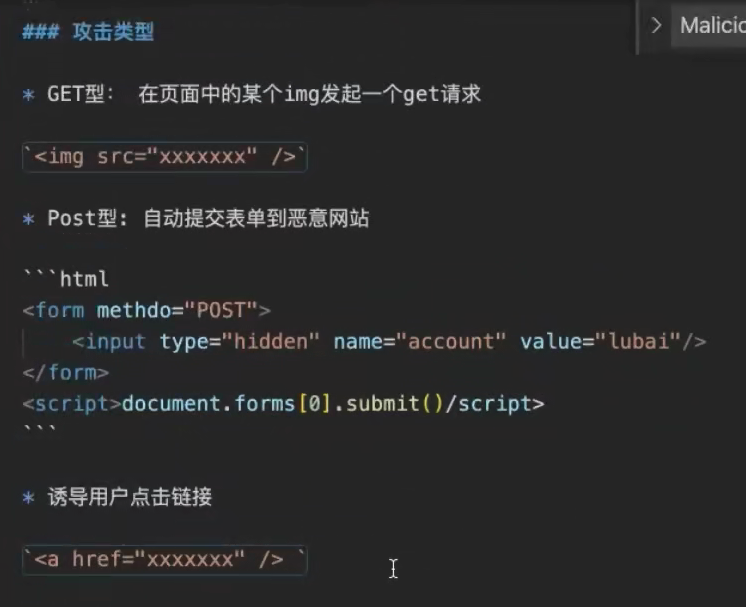 ### 攻击类型
Malicio
* GET型： 在页面中的某个img发起一个get请求
`<img src="xxxxxxx" />`
* Post型: 自动提交表单到恶意网站
```html
<form methdo="POST">
    <input type="hidden" name="account" value="lubai"/>
</form>
<script>document.forms[0].submit()/script>
```
* 诱导用户点击链接
`<a href="xxxxxxx" /> `